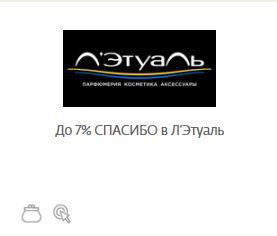 Л'ЭТУАЛЬ
ПАРФЮМЕРИЯ КОСМЕТИКА АКСЕССУАРЫ
До 7% СПАСИБО в Л'Этуаль